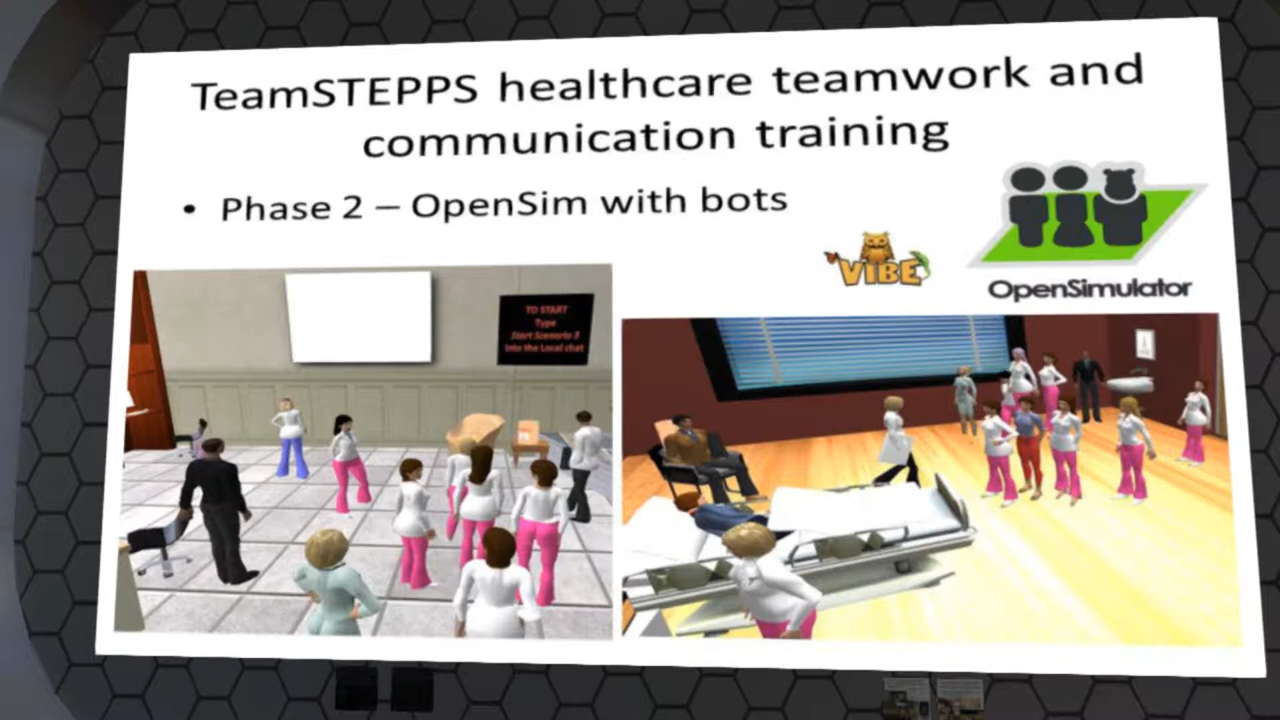 TeamSTEPPS healthcare teamwork and
communication training
• Phase 2 – OpenSim with bots
VIBE
OpenSimulator
TO START
Type
Start Scenario 3
into the Local chat